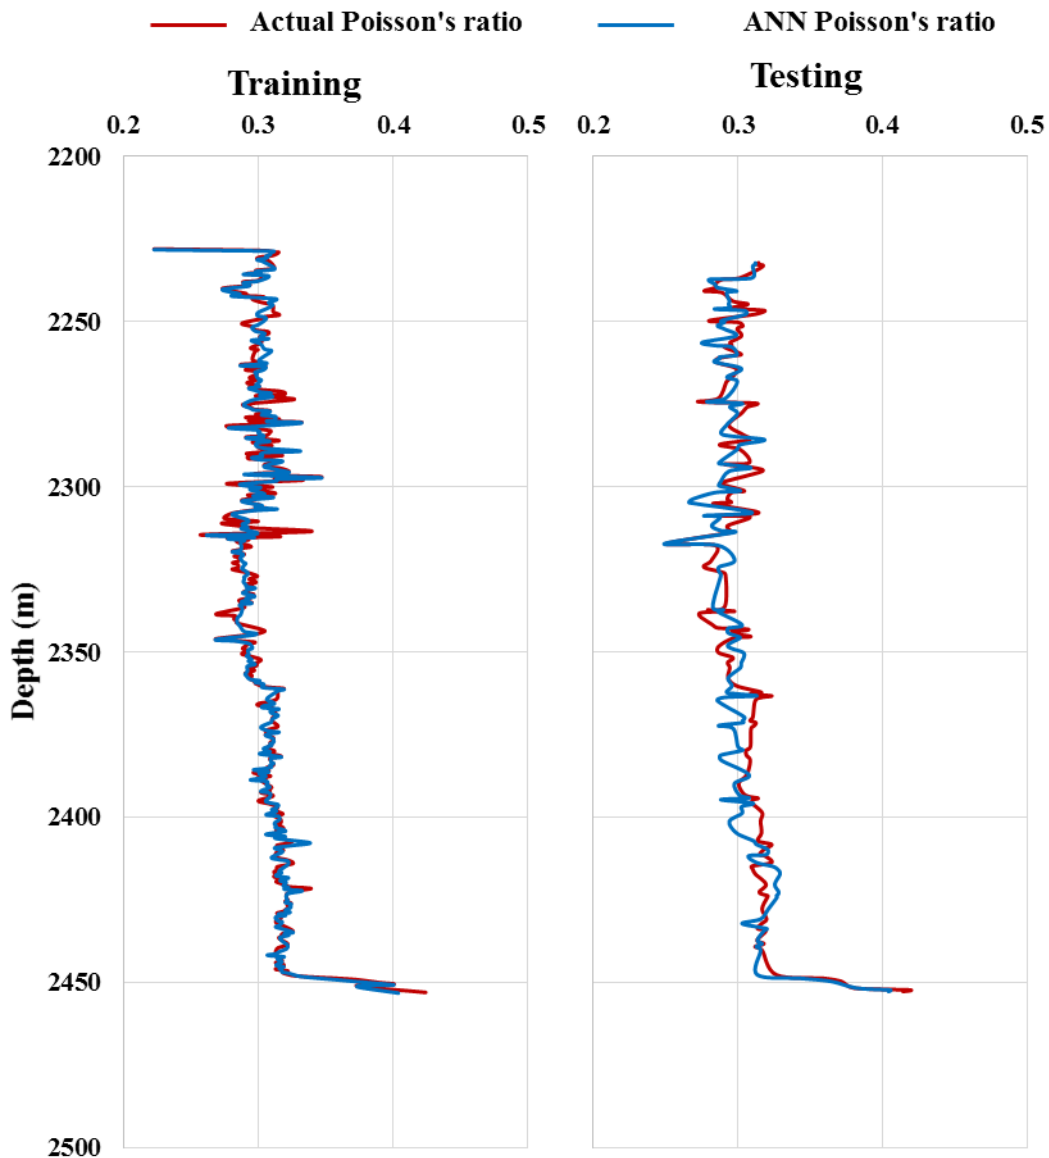 Actual Poisson's ratio ANN Poisson's ratio
Training Testing
0.2 0.3 0.4 0.5 0.2 0.3 0.4 0.5
2200
2250
2300
2350
2400
2450
2500
Depth (m)